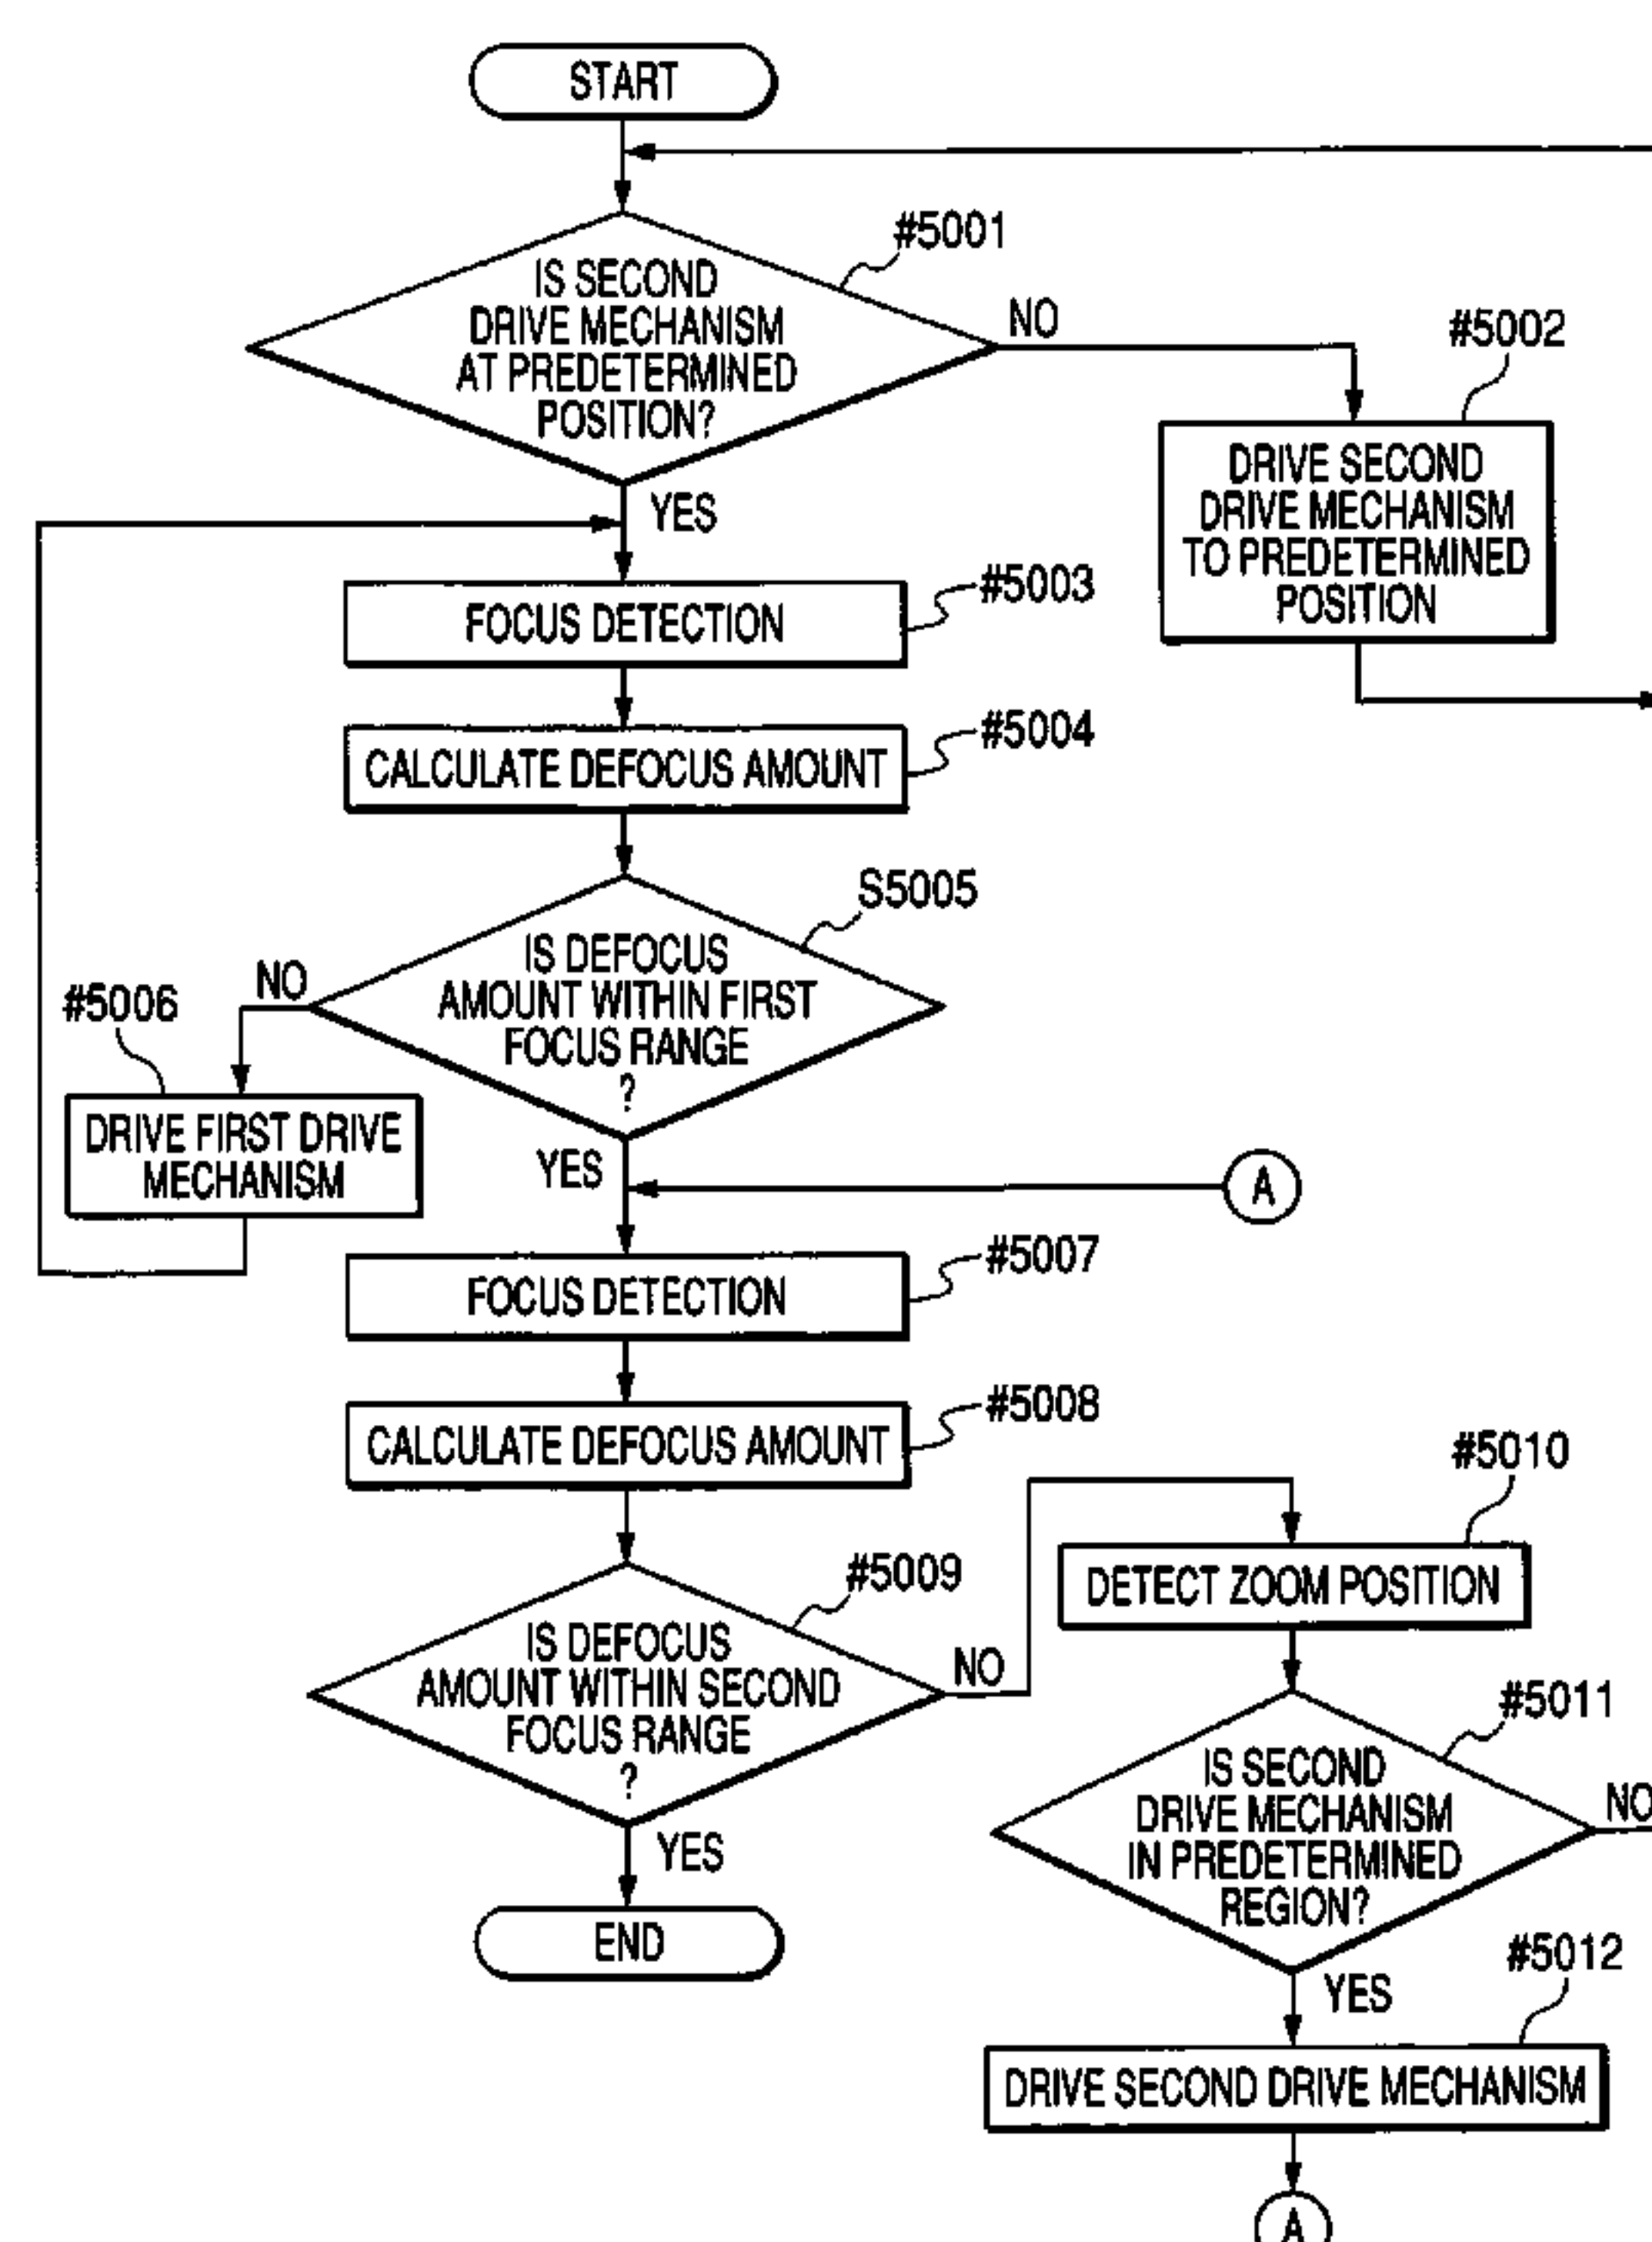 START
#5001
IS SECOND
DRIVE MECHANISM
AT PREDETERMINED
POSITION?
NO
#5002
DRIVE SECOND
DRIVE MECHANISM
TO PREDETERMINED
POSITION
YES
FOCUS DETECTION
#5003
CALCULATE DEFOCUS AMOUNT
#5004
S5005
IS DEFOCUS
AMOUNT WITHIN FIRST
FOCUS RANGE
?
NO
#5006
DRIVE FIRST DRIVE
MECHANISM
YES
A
FOCUS DETECTION
#5007
CALCULATE DEFOCUS AMOUNT
#5008
#5009
IS DEFOCUS
AMOUNT WITHIN SECOND
FOCUS RANGE
?
NO
YES
END
#5010
DETECT ZOOM POSITION
#5011
IS SECOND
DRIVE MECHANISM
IN PREDETERMINED
REGION?
NO
YES
#5012
DRIVE SECOND DRIVE MECHANISM
A